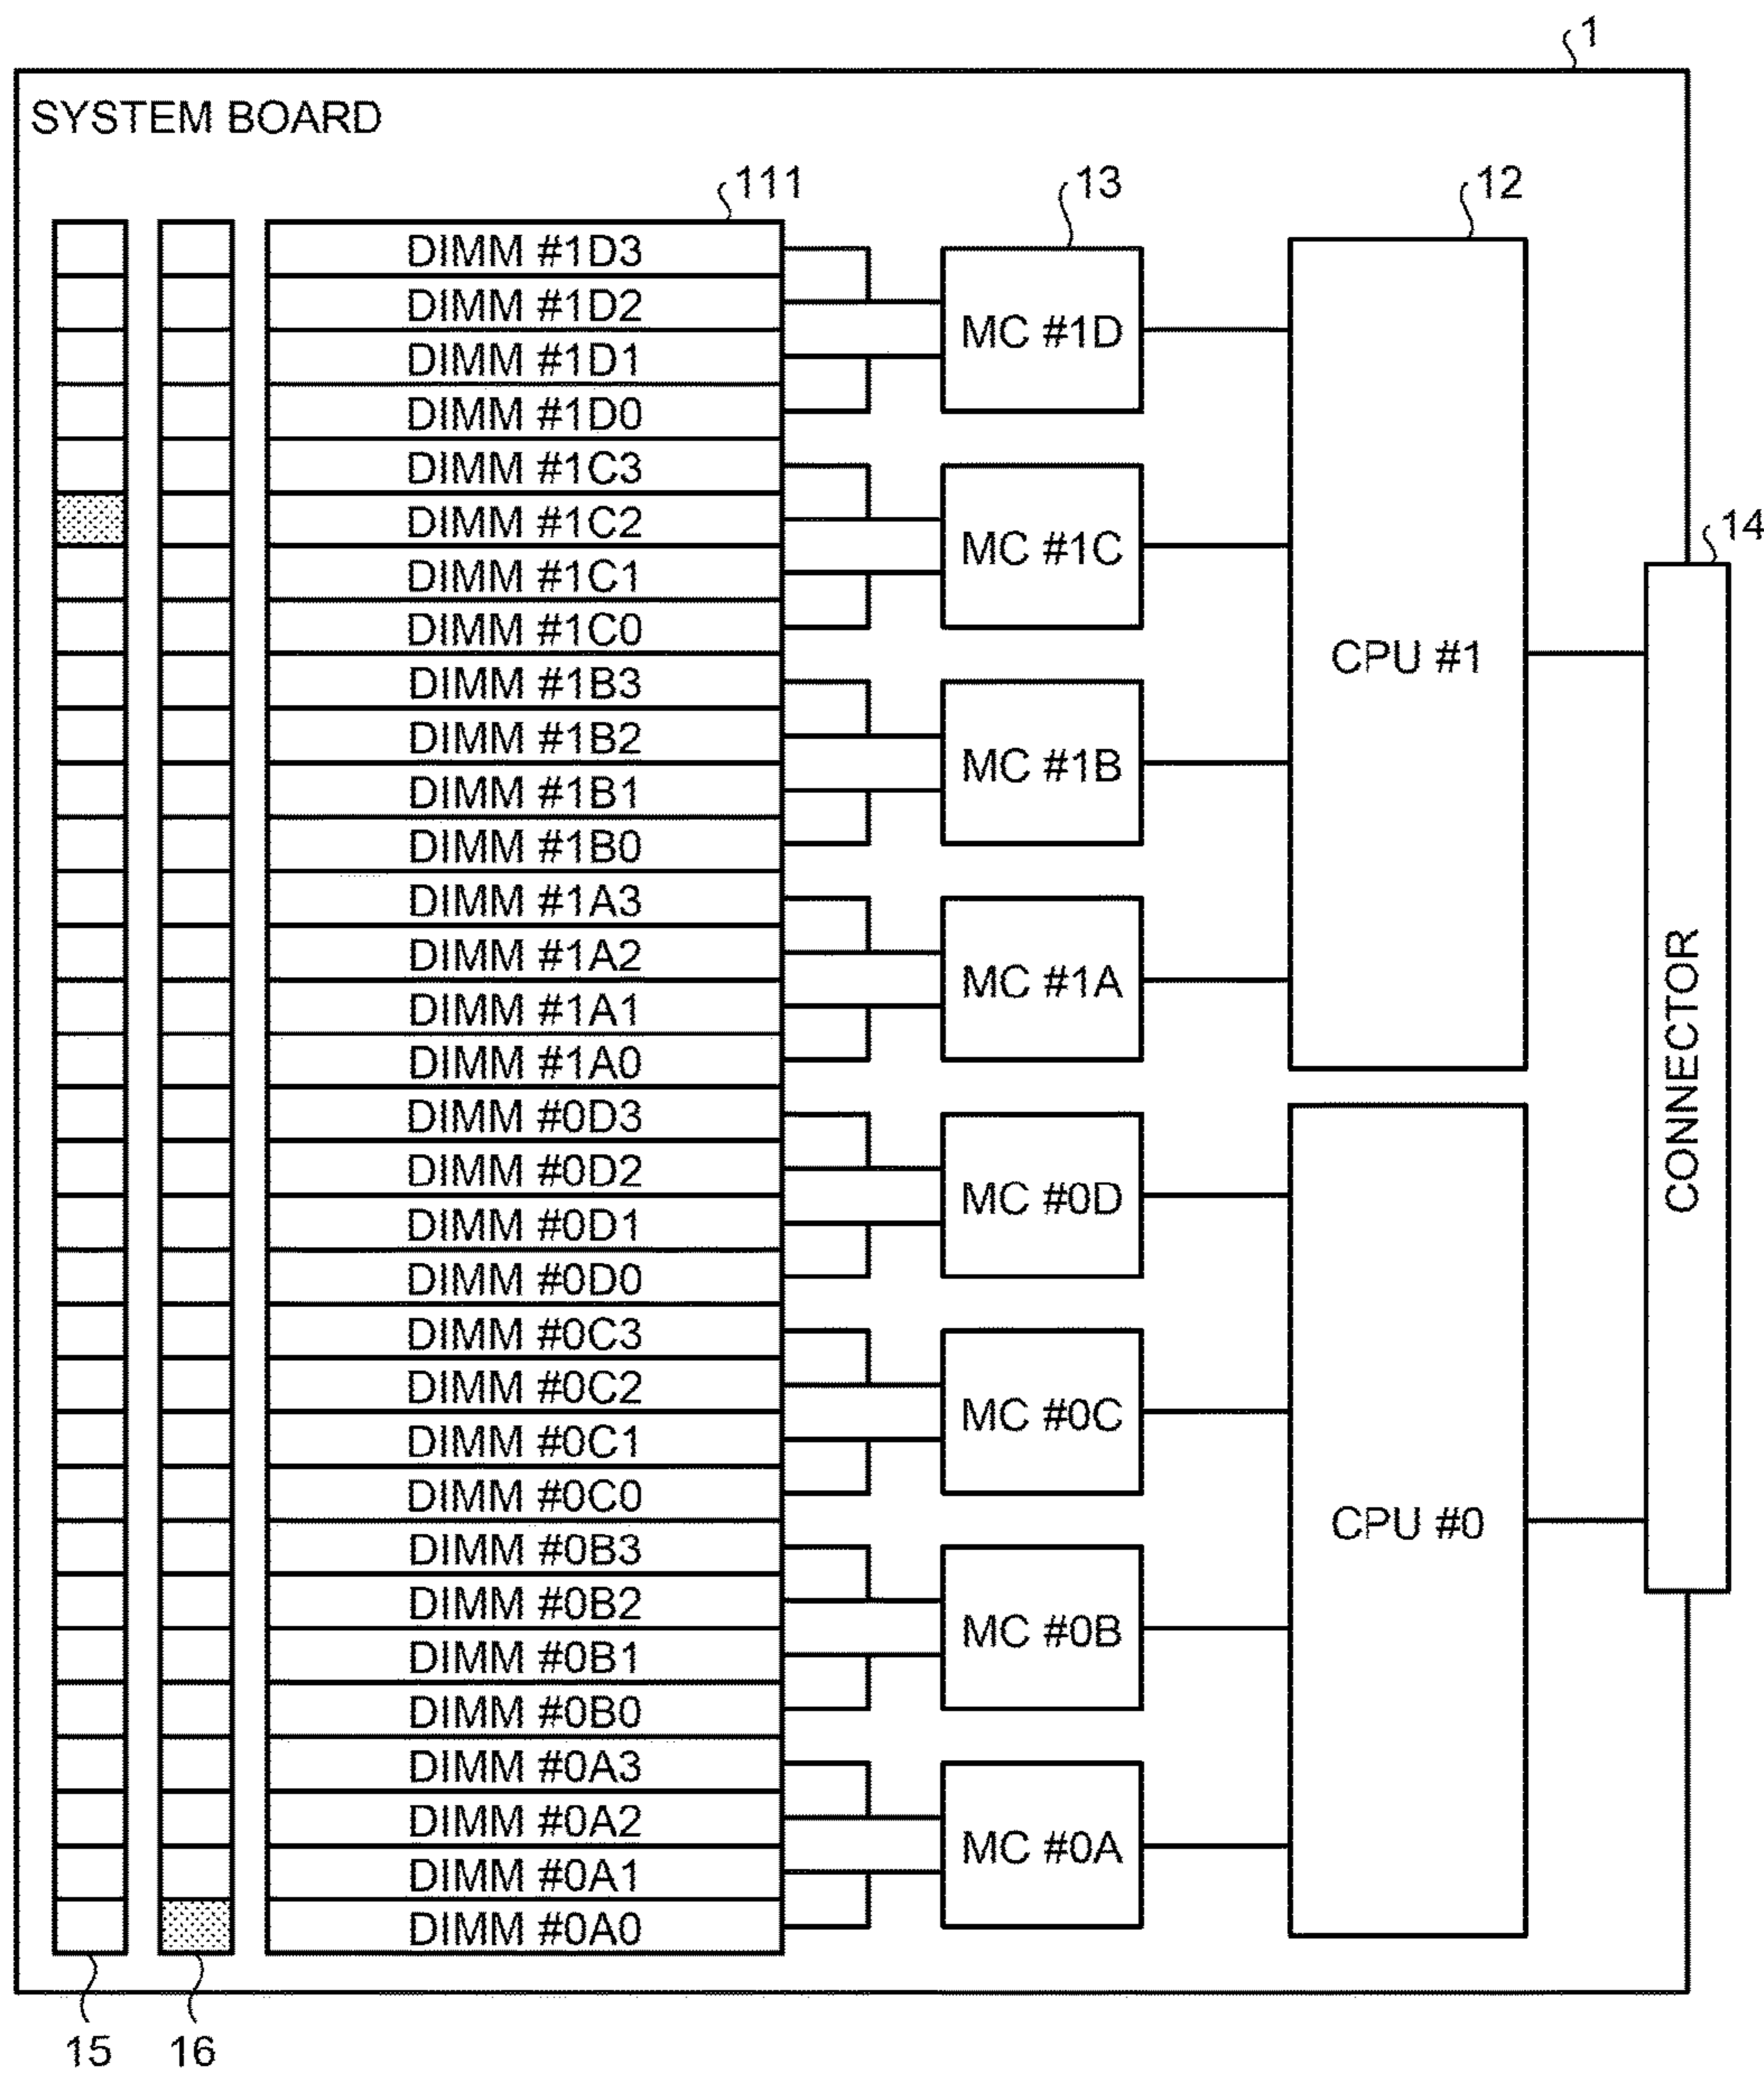 1
SYSTEM BOARD
111
13
12
DIMM #1D3
DIMM #1D2
DIMM #1D1
DIMM #1D0
MC #1D
DIMM #1C3
DIMM #1C2
DIMM #1C1
DIMM #1C0
MC #1C
14
DIMM #1B3
DIMM #1B2
DIMM #1B1
DIMM #1B0
MC #1B
CPU #1
DIMM #1A3
DIMM #1A2
DIMM #1A1
DIMM #1A0
MC #1A
CONNECTOR
DIMM #0D3
DIMM #0D2
DIMM #0D1
DIMM #0D0
MC #0D
DIMM #0C3
DIMM #0C2
DIMM #0C1
DIMM #0C0
MC #0C
CPU #0
DIMM #0B3
DIMM #0B2
DIMM #0B1
DIMM #0B0
MC #0B
DIMM #0A3
DIMM #0A2
DIMM #0A1
DIMM #0A0
MC #0A
15
16